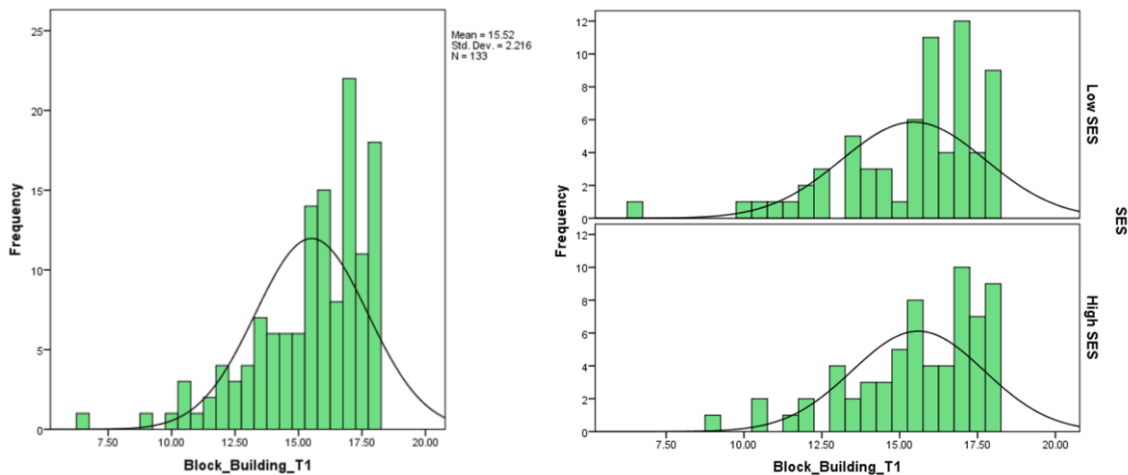 Mean = 15.52
Std. Dev. = 2.216
N = 133
25
20
15
10
5
0
Frequency
7.50 10.00 12.50 15.00 17.50 20.00
Block_Building_T1
12
10
8
6
4
2
0
Low SES
Frequency
SES
10
8
6
4
2
0
High SES
7.50 10.00 12.50 15.00 17.50 20.00
Block_Building_T1